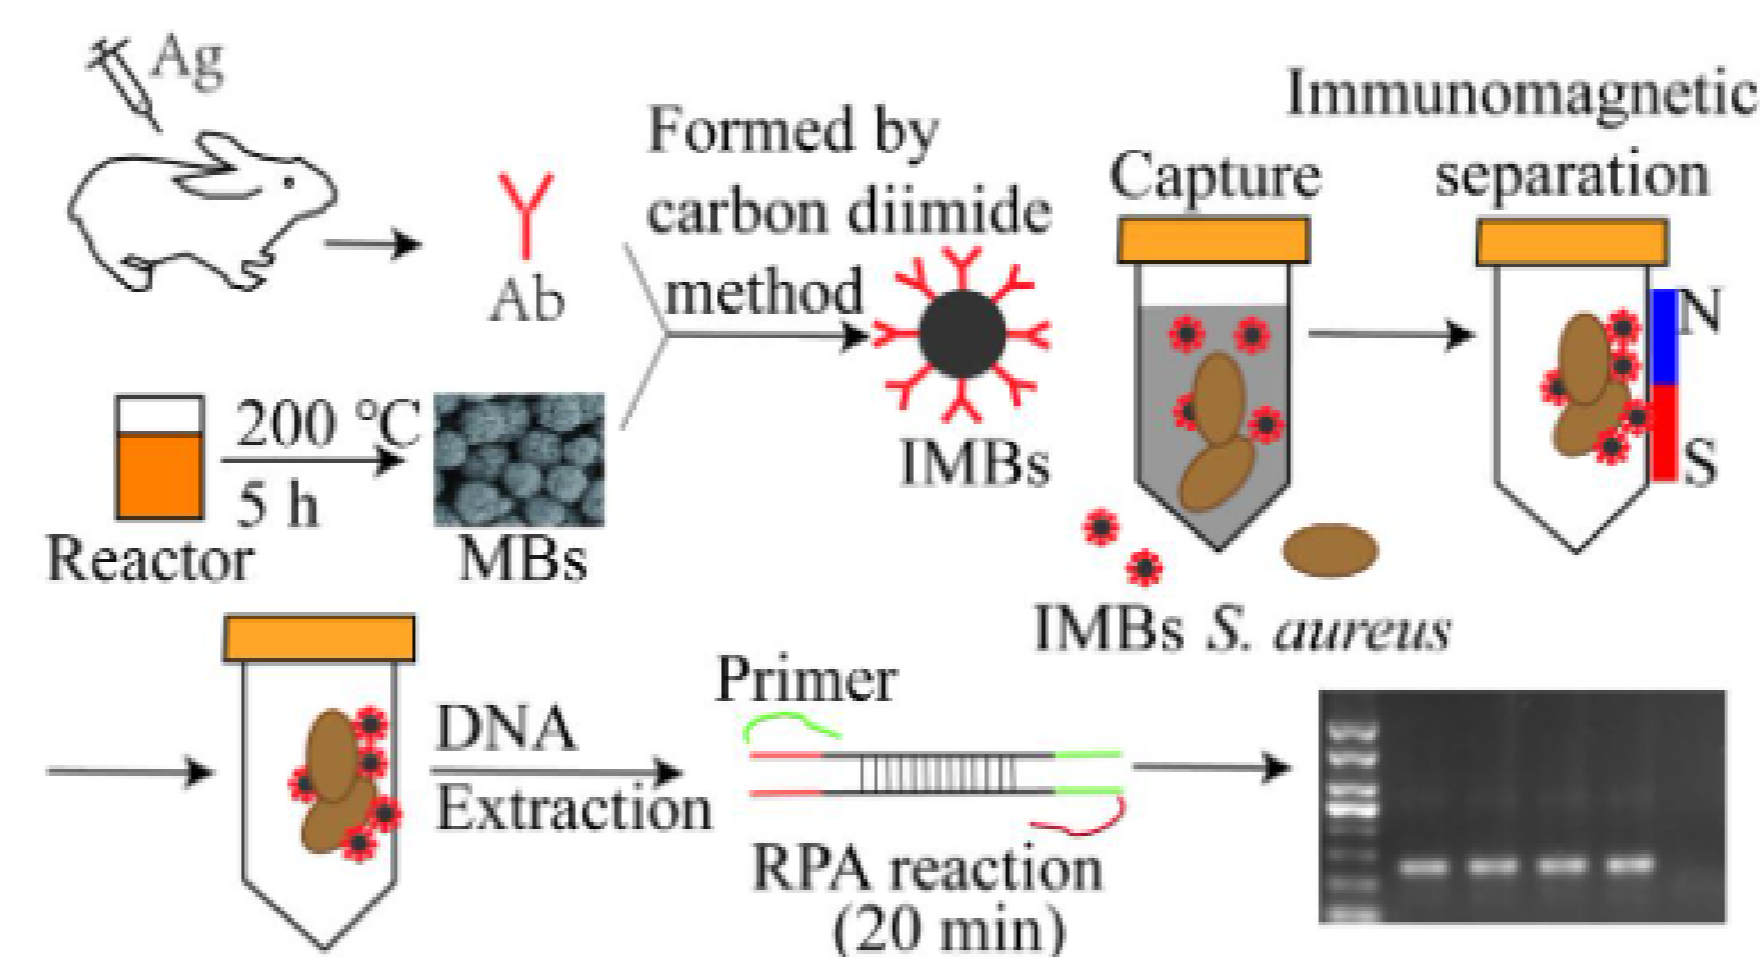 Ag
Ab
Formed by
carbon diimide
method
IMBs
200 °C
5 h
Reactor
MBs
Capture
Immunomagnetic
separation
N
S
IMBs S. aureus
DNA
Extraction
Primer
RPA reaction
(20 min)